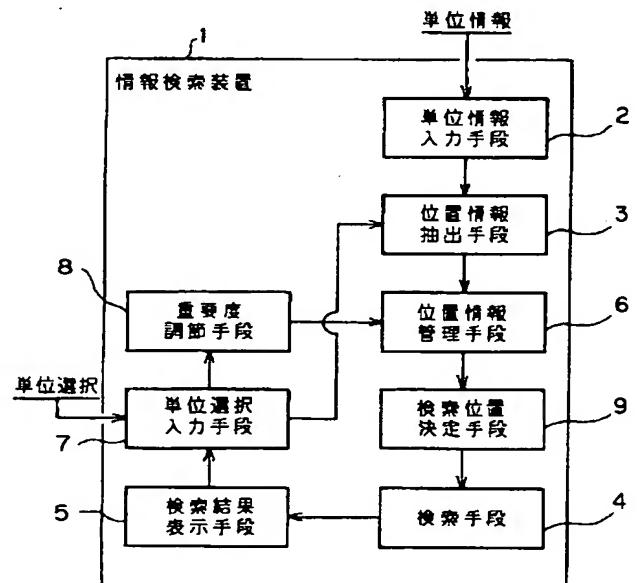 単位情報
1
情報検索装置
単位情報
入力手段
2
位置情報
抽出手段
3
8
重要度
調節手段
位置情報
管理手段
6
単位選択
単位選択
入力手段
7
検索位置
決定手段
9
検索結果
表示手段
5
検索手段
4